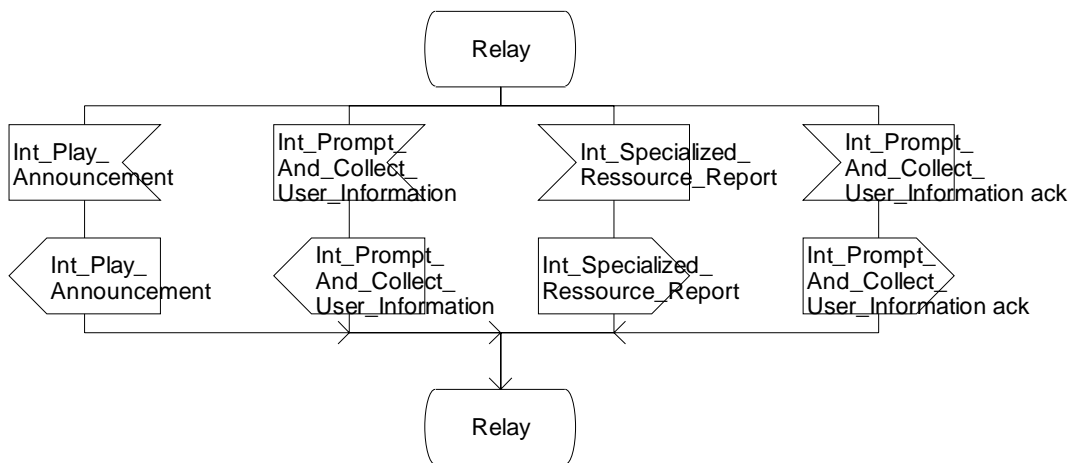 Relay
Int_Play_
Announcement
Int_Prompt_
And_Collect_
User_Information
Int_Specialized_
Ressource_Report
Int_Prompt_
And_Collect_
User_Information ack
Int_Play_
Announcement
Int_Prompt_
And_Collect_
User_Information
Int_Specialized_
Ressource_Report
Int_Prompt_
And_Collect_
User_Information ack
Relay